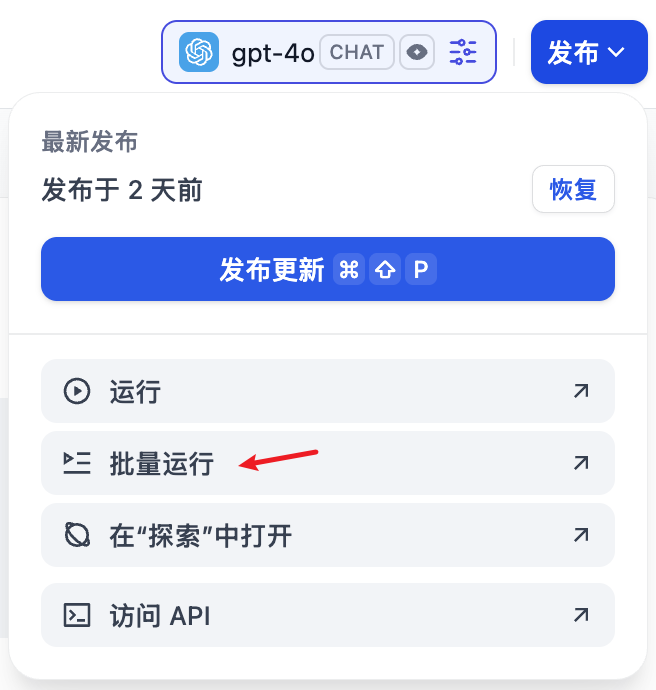 gpt-4o CHAT
发布
最新发布
发布于 2 天前
恢复
发布更新 ⌘ ⇧ P
运行
批量运行
在“探索”中打开
访问 API